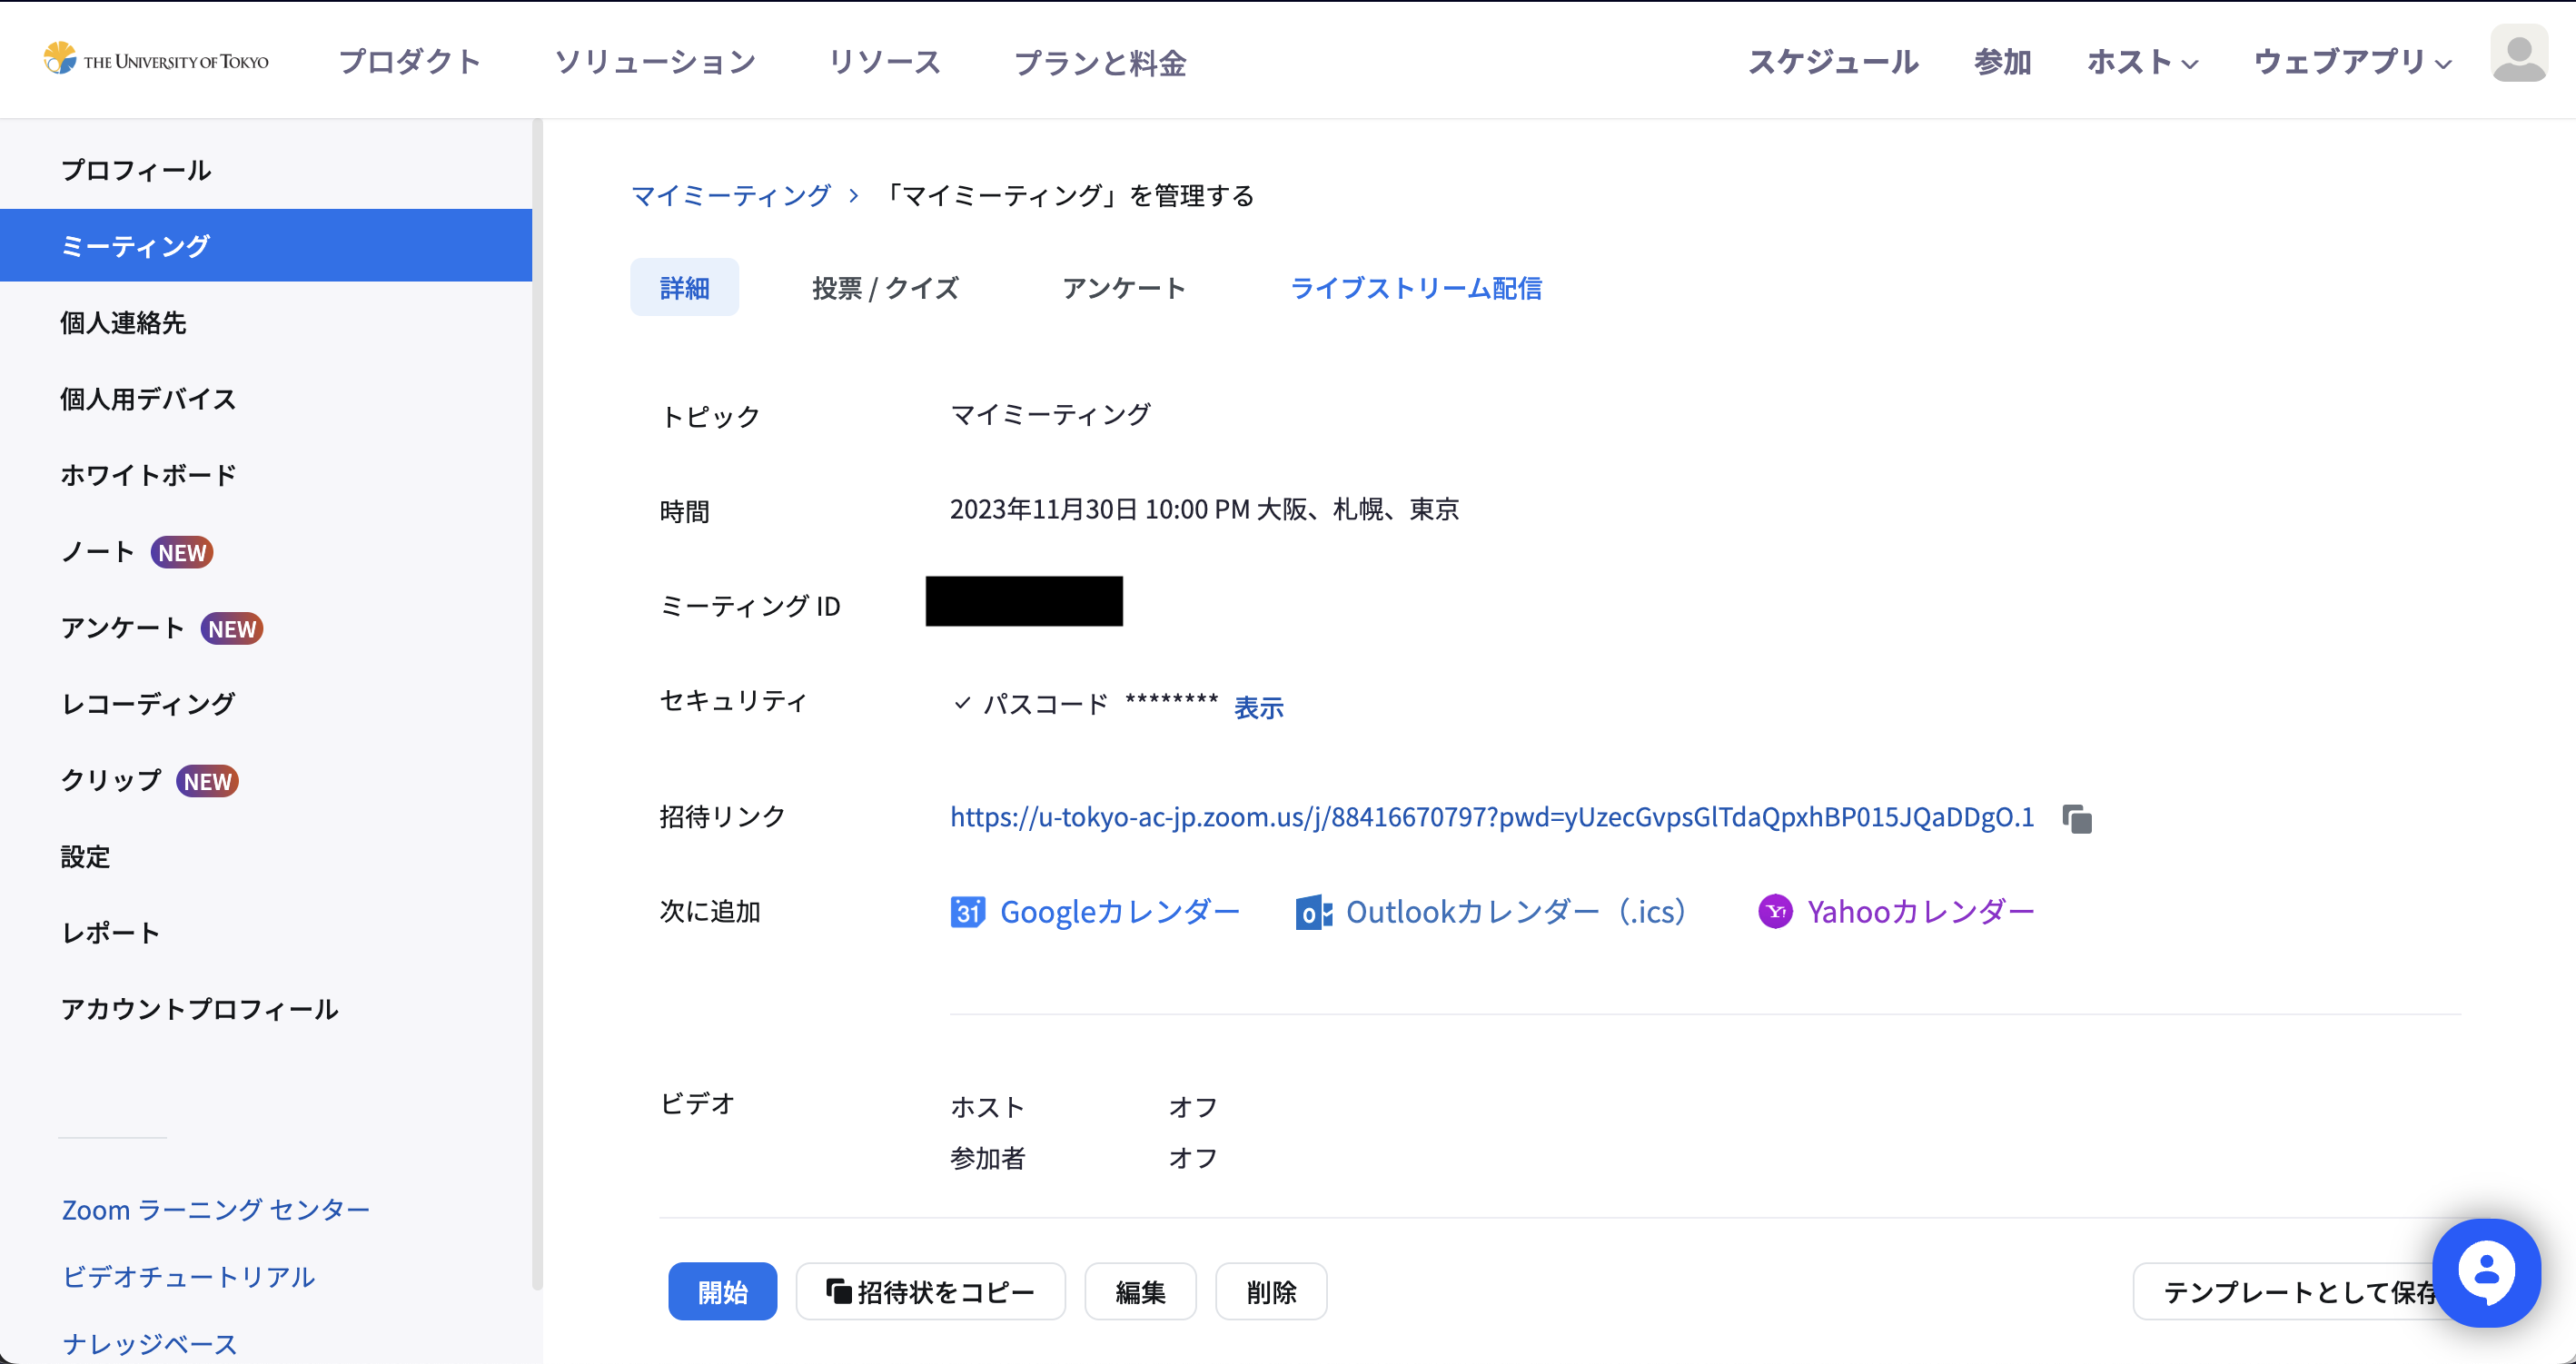 THE UNIVERSITY OF TOKYO
プロダクト ソリューション リソース プランと料金 スケジュール 参加 ホスト ウェブアプリ
プロフィール
ミーティング
個人連絡先
個人用デバイス
ホワイトボード
ノート NEW
アンケート NEW
レコーディング
クリップ NEW
設定
レポート
アカウントプロフィール
Zoom ラーニング センター
ビデオチュートリアル
ナレッジベース
マイミーティング > 「マイミーティング」を管理する
詳細 投票 / クイズ アンケート ライブストリーム配信
トピック マイミーティング
時間 2023年11月30日 10:00 PM 大阪、札幌、東京
ミーティング ID
セキュリティ ✓ パスコード ******** 表示
招待リンク https://u-tokyo-ac-jp.zoom.us/j/88416670797?pwd=yUzecGvpsGlTdaQpxhBP015JQaDDgO.1
次に追加 31 Googleカレンダー Outlookカレンダー（.ics） Y! Yahooカレンダー
ビデオ ホスト オフ
参加者 オフ
開始 招待状をコピー 編集 削除 テンプレートとして保存